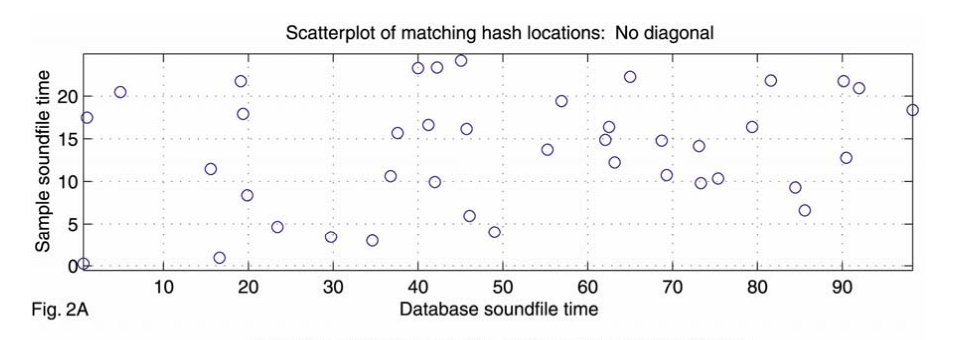 Scatterplot of matching hash locations: No diagonal
Sample soundfile time
20
15
10
5
0
10 20 30 40 50 60 70 80 90
Fig. 2A
Database soundfile time